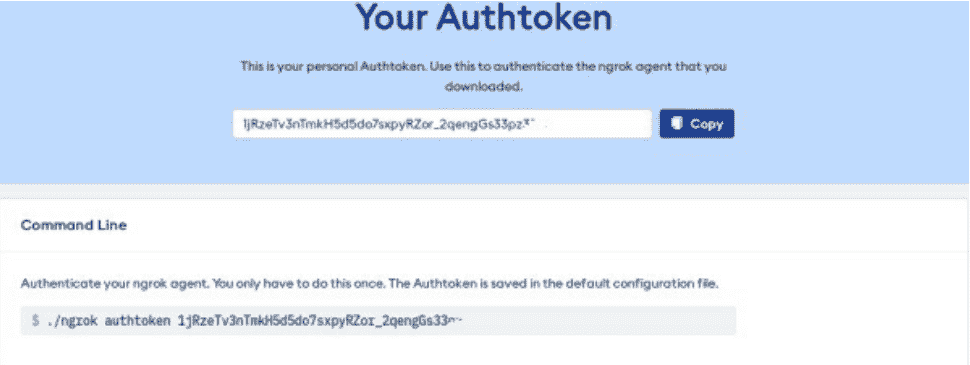 Your Authtoken
This is your personal Authtoken. Use this to authenticate the ngrok agent that you
downloaded.
1jRzeTv3nTmkH5d5do7sxpyRZor_2qengGs33pz
Copy
Command Line
Authenticate your ngrok agent. You only have to do this once. The Authtoken is saved in the default configuration file.
$ ./ngrok authtoken 1jRzeTv3nTmkH5d5do7sxpyRZor_2qengGs33